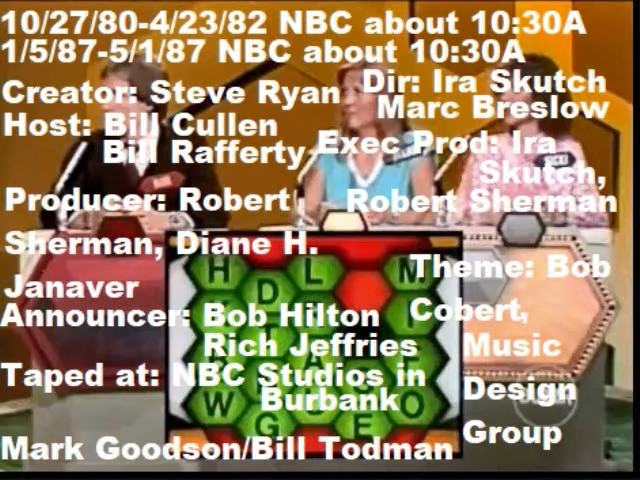 10/27/80-4/23/82 NBC about 10:30A
1/5/87-5/1/87 NBC about 10:30A
Creator: Steve Ryan
Dir: Ira Skutch
Marc Breslow
Host: Bill Cullen
Bill Rafferty
Exec Prod: Ira
Skutch,
Robert Sherman
Producer: Robert
Sherman, Diane H.
Janaver
Theme: Bob
Cobert,
Music
Design
Group
Announcer: Bob Hilton
Rich Jeffries
Taped at: NBC Studios in
Burbank
Mark Goodson/Bill Todman
H
L
M
D
I
W
G
E
O